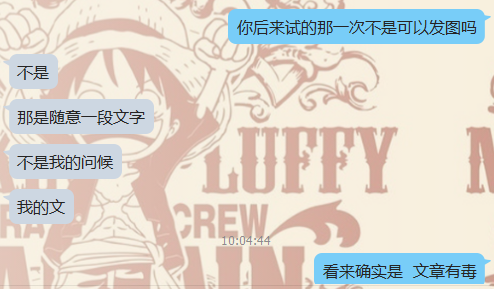 你后来试的那一次不是可以发图吗
不是
那是随意一段文字
不是我的问候
LUFFY
我的文
CREW
10:04:44
看来确实是 文章有毒